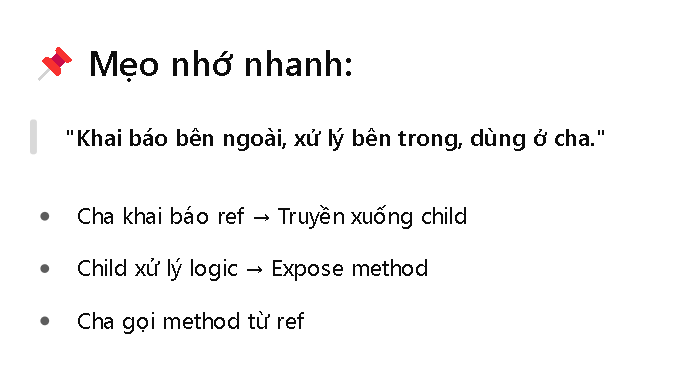 📌 Mẹo nhớ nhanh:
"Khai báo bên ngoài, xử lý bên trong, dùng ở cha."
• Cha khai báo ref → Truyền xuống child
• Child xử lý logic → Expose method
• Cha gọi method từ ref